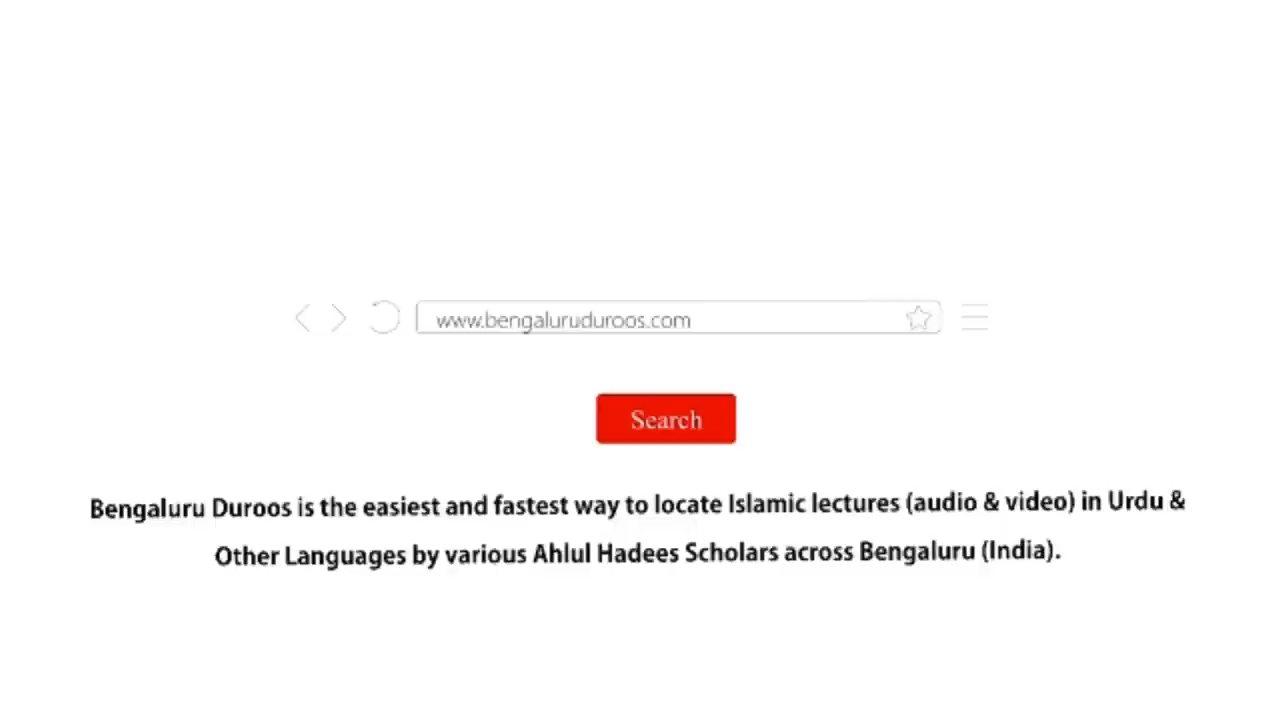 www.bengaluruduroos.com
Search
Bengaluru Duroos is the easiest and fastest way to locate Islamic lectures (audio & video) in Urdu &
Other Languages by various Ahlul Hadees Scholars across Bengaluru (India).